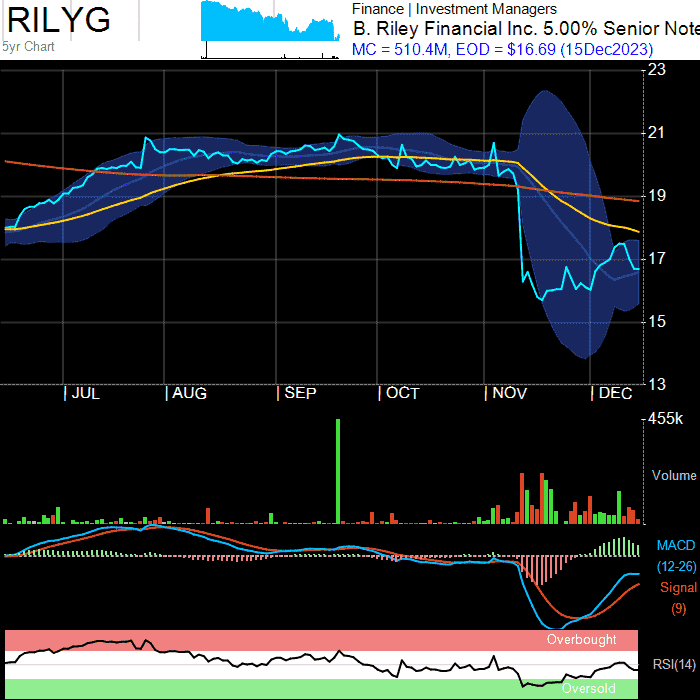 RILYG
5yr Chart
Finance | Investment Managers
B. Riley Financial Inc. 5.00% Senior Note
MC = 510.4M, EOD = $16.69 (15Dec2023)
23
21
19
17
15
13
JUL
AUG
SEP
OCT
NOV
DEC
455k
Volume
MACD
(12-26)
Signal
(9)
Overbought
RSI(14)
Oversold